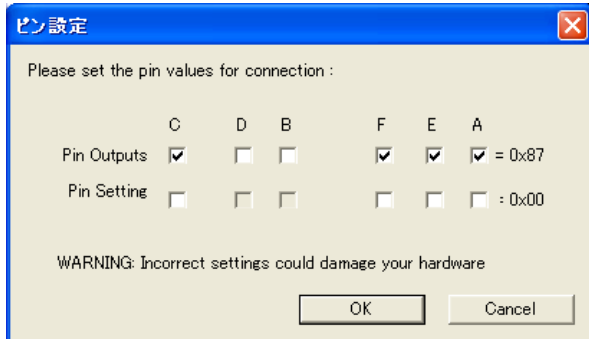 ピン設定
Please set the pin values for connection :
C D B F E A
Pin Outputs = 0x87
Pin Setting : 0x00
WARNING: Incorrect settings could damage your hardware
OK Cancel